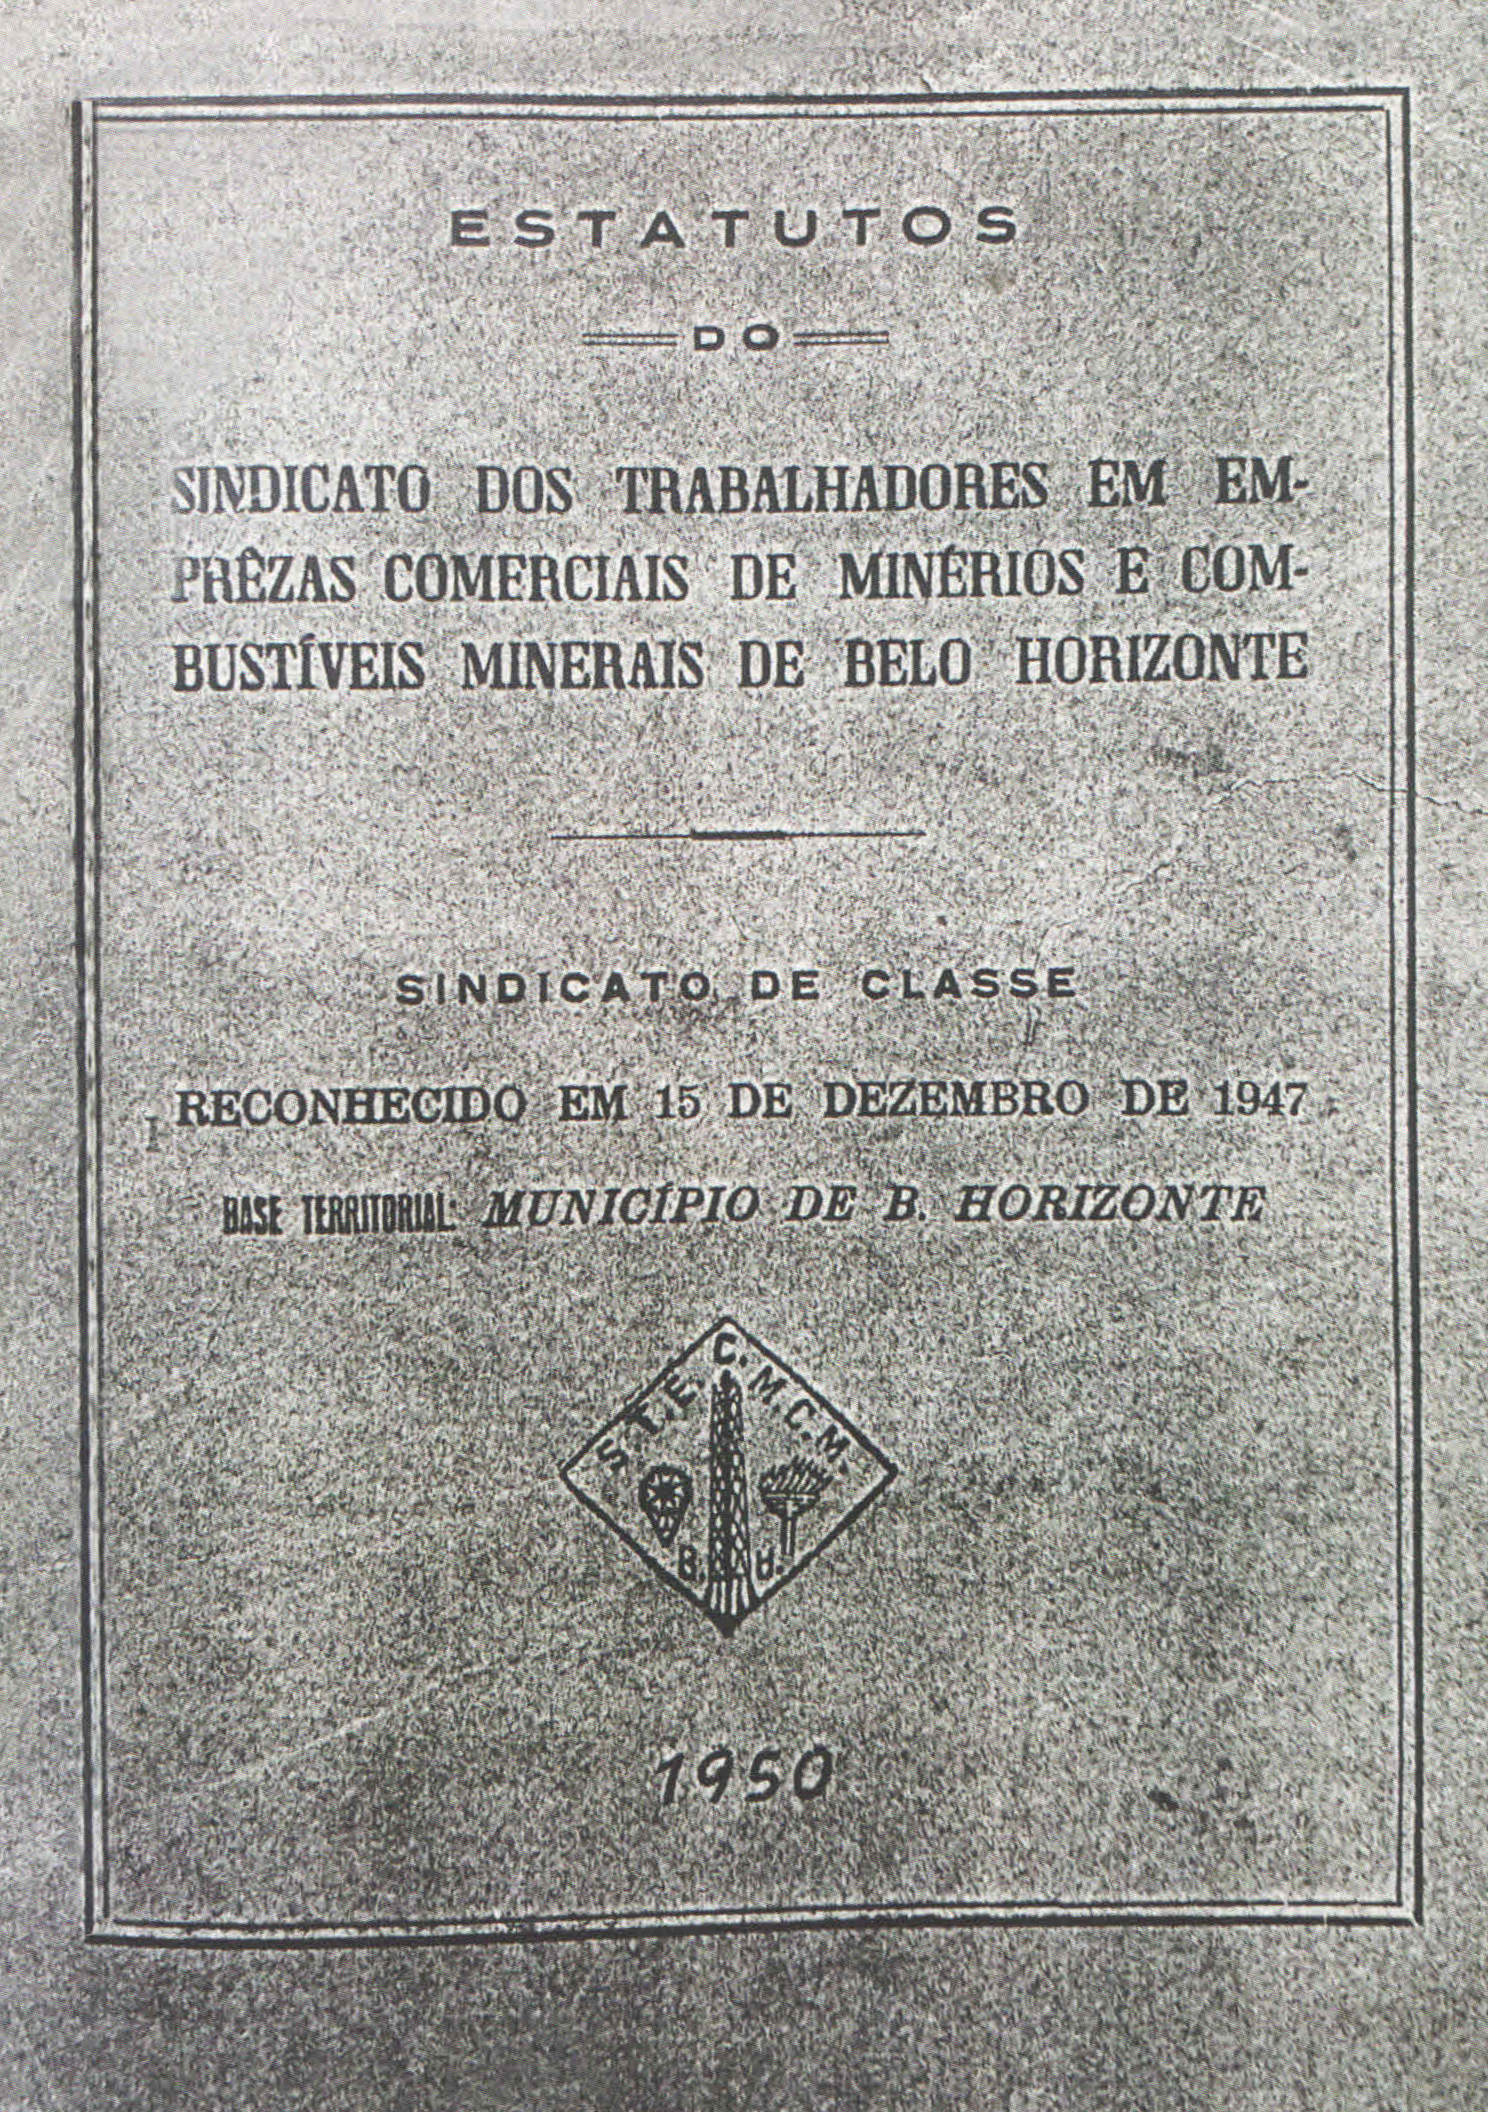 ESTATUTOS
DO
SINDICATO DOS TRABALHADORES EM EM-
PRÊZAS COMERCIAIS DE MINÉRIOS E COM-
BUSTÍVEIS MINERAIS DE BELO HORIZONTE
SINDICATO DE CLASSE
RECONHECIDO EM 15 DE DEZEMBRO DE 1947
BASE TERRITORIAL: MUNICÍPIO DE B. HORIZONTE
S.T.E.C.M.C.M.
B. H.
1950